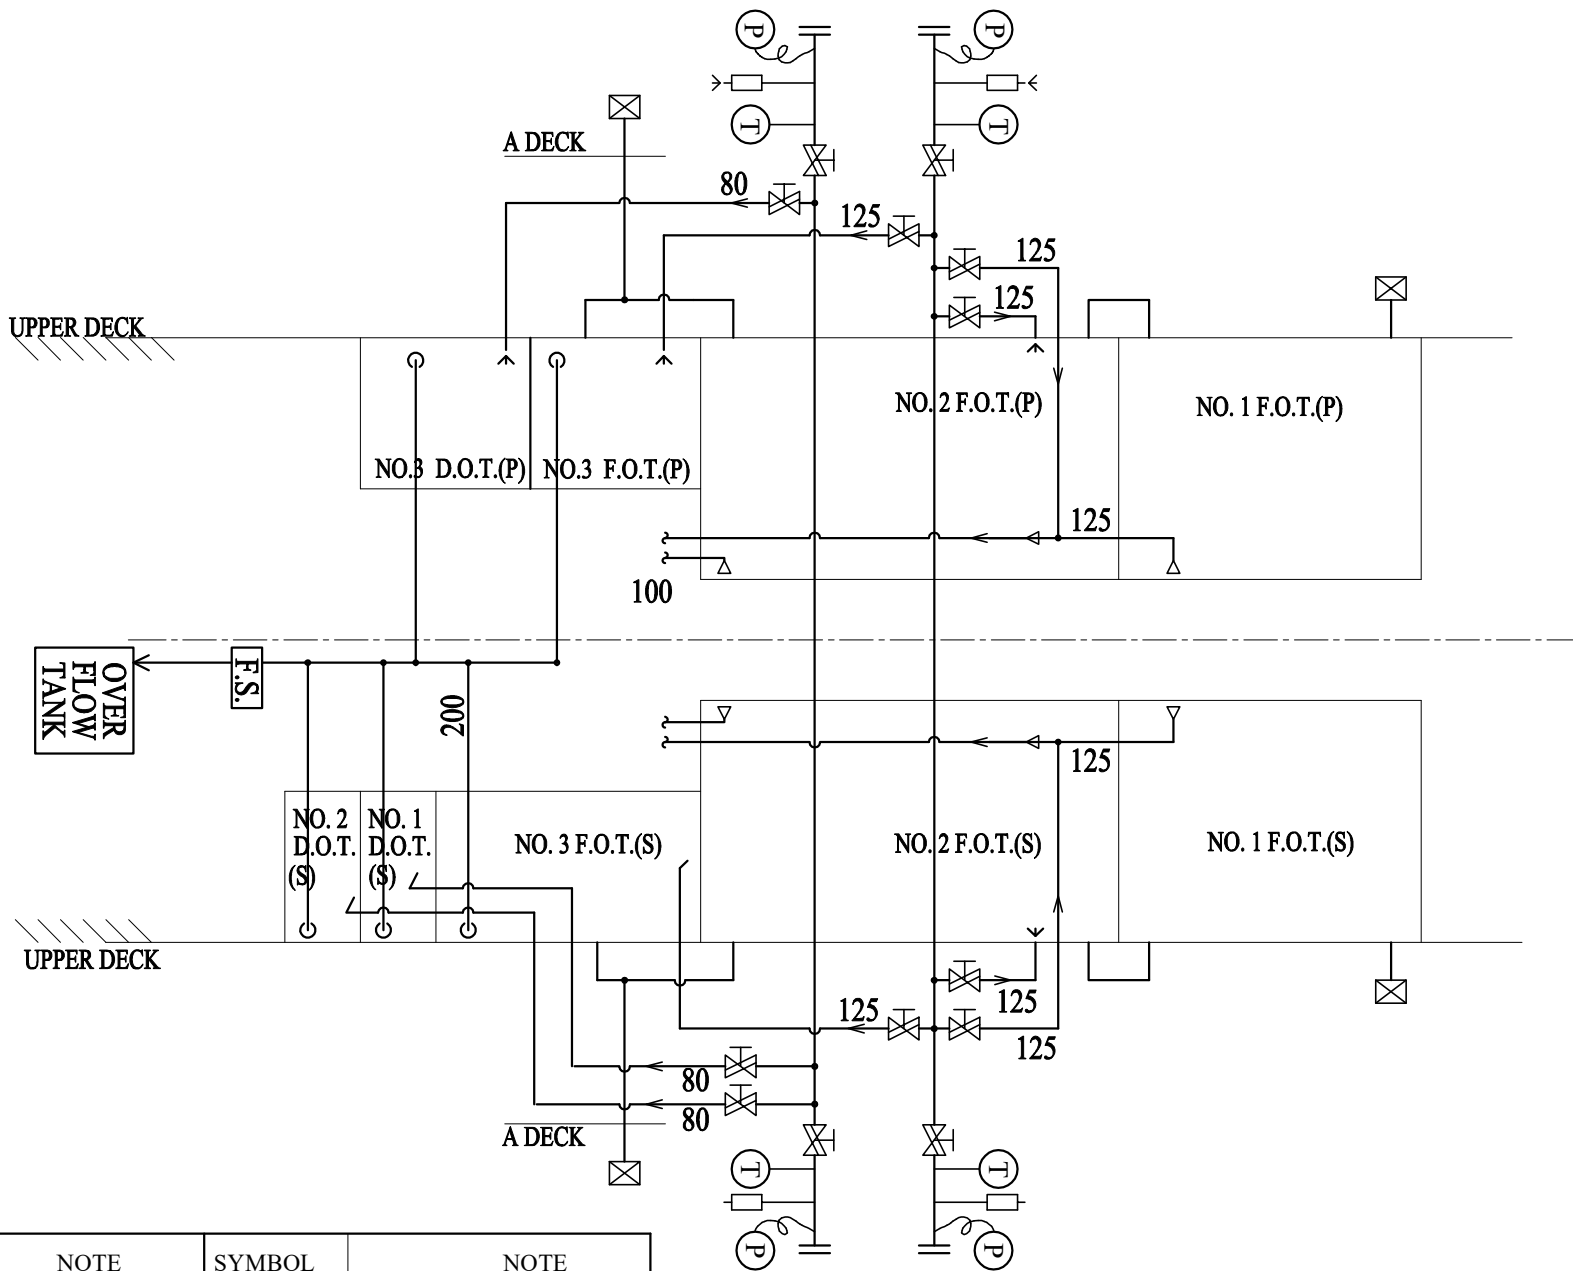 P
P
T
T
A DECK
80
125
125
125
UPPER DECK
NO. 2 F.O.T.(P)
NO. 1 F.O.T.(P)
NO.3 D.O.T.(P)
NO.3 F.O.T.(P)
125
100
OVER
FLOW
TANK
F.S.
200
125
NO. 2
D.O.T.
(S)
NO. 1
D.O.T.
(S)
NO. 3 F.O.T.(S)
NO. 2 F.O.T.(S)
NO. 1 F.O.T.(S)
UPPER DECK
125
125
125
80
80
A DECK
T
T
P
P
NOTE
SYMBOL
NOTE